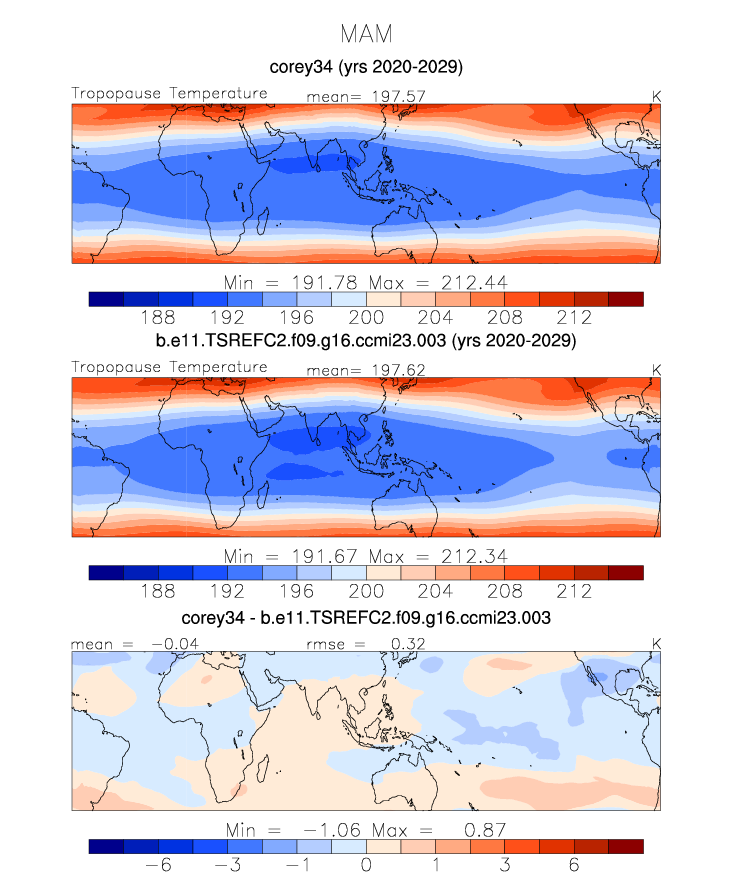 MAM
corey34 (yrs 2020-2029)
Tropopause Temperature mean= 197.57 K
Min = 191.78 Max = 212.44
188 192 196 200 204 208 212
b.e11.TSREFC2.f09.g16.ccmi23.003 (yrs 2020-2029)
Tropopause Temperature mean= 197.62 K
Min = 191.67 Max = 212.34
188 192 196 200 204 208 212
corey34 - b.e11.TSREFC2.f09.g16.ccmi23.003
mean = -0.04 rmse = 0.32 K
Min = -1.06 Max = 0.87
-6 -3 -1 0 1 3 6